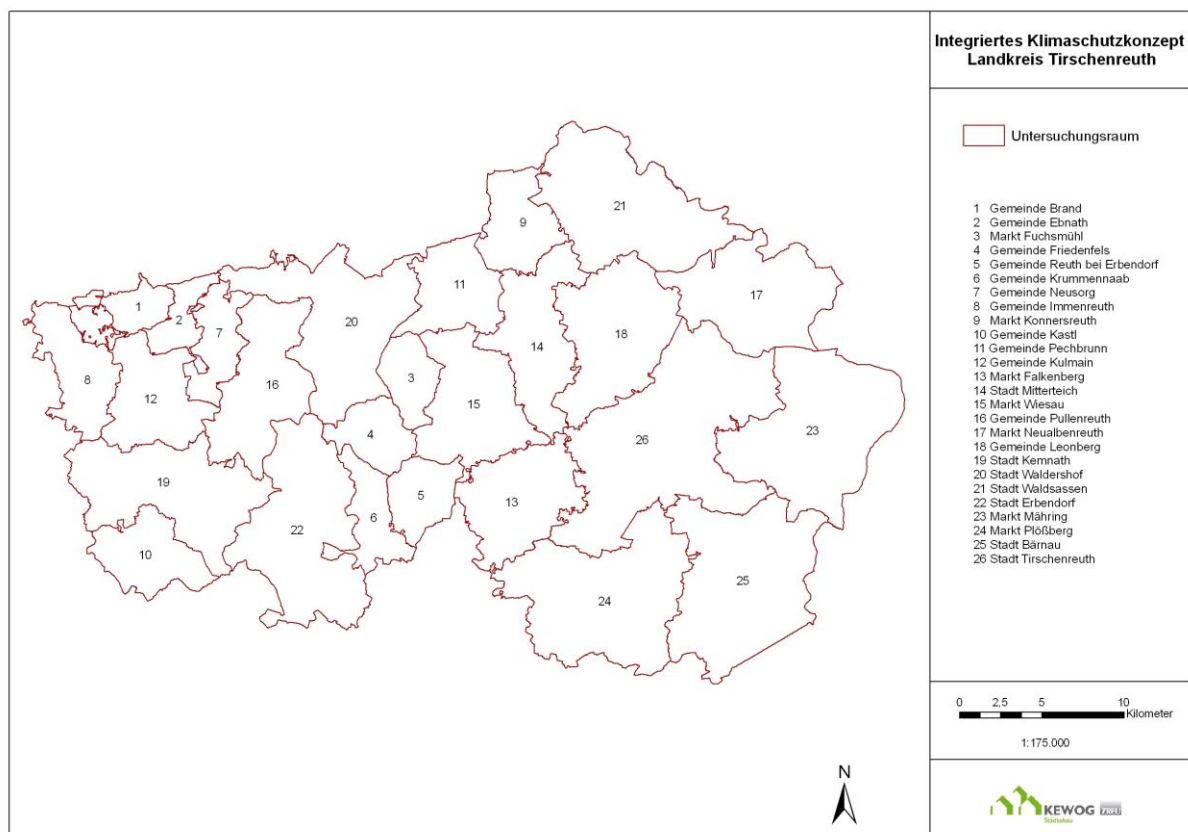 Integriertes Klimaschutzkonzept
Landkreis Tirschenreuth
Untersuchungsraum
1 Gemeinde Brand
2 Gemeinde Ebnath
3 Markt Fuchsmühl
4 Gemeinde Friedenfels
5 Gemeinde Reuth bei Erbendorf
6 Gemeinde Krummennaab
7 Gemeinde Neusorg
8 Gemeinde Immenreuth
9 Markt Konnersreuth
10 Gemeinde Kastl
11 Gemeinde Pechbrunn
12 Gemeinde Kulmain
13 Markt Falkenberg
14 Stadt Mitterteich
15 Markt Wiesau
16 Gemeinde Pullenreuth
17 Markt Neualbenreuth
18 Gemeinde Leonberg
19 Stadt Kemnath
20 Stadt Waldershof
21 Stadt Waldsassen
22 Stadt Erbendorf
23 Markt Mähring
24 Markt Plößberg
25 Stadt Bärnau
26 Stadt Tirschenreuth
21
9
17
11
1
2
20
7
18
14
8
3
16
12
15
4
23
26
19
5
13
6
22
10
25
24
0 2,5 5 10
Kilometer
1:175.000
N
KEWOG
Städtebau